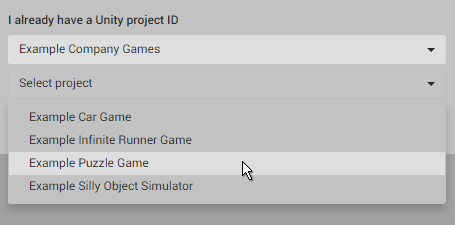 I already have a Unity project ID
Example Company Games
Select project
Example Car Game
Example Infinite Runner Game
Example Puzzle Game
Example Silly Object Simulator